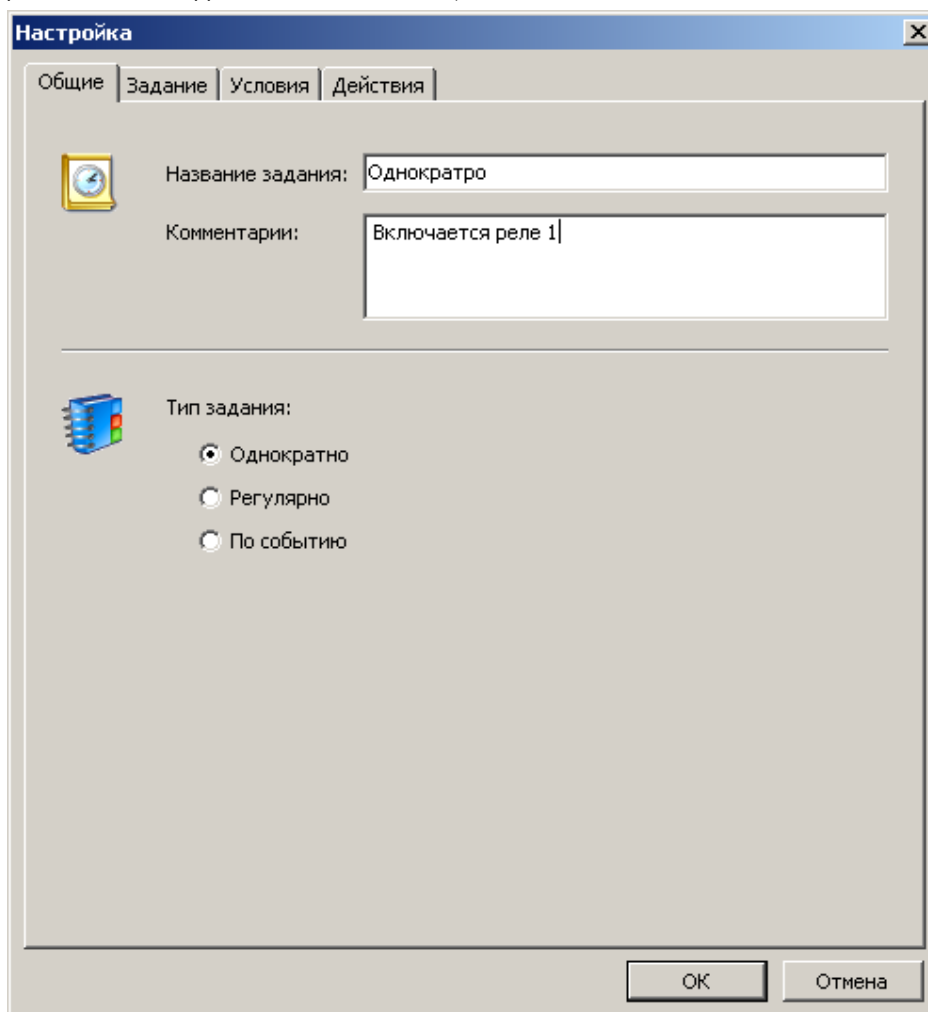 Настройка
Общие Задание Условия Действия
Название задания: Однократро
Комментарии: Включается реле 1
Тип задания:
Однократно
Регулярно
По событию
ОК Отмена